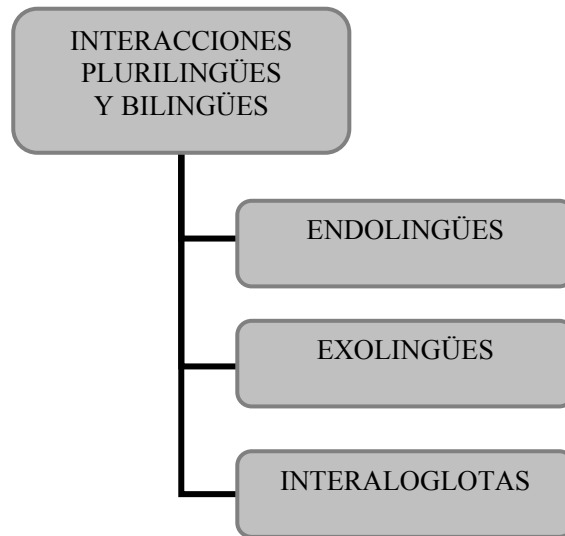 INTERACCIONES
PLURILINGÜES
Y BILINGÜES
ENDOLINGÜES
EXOLINGÜES
INTERALOGLOTAS